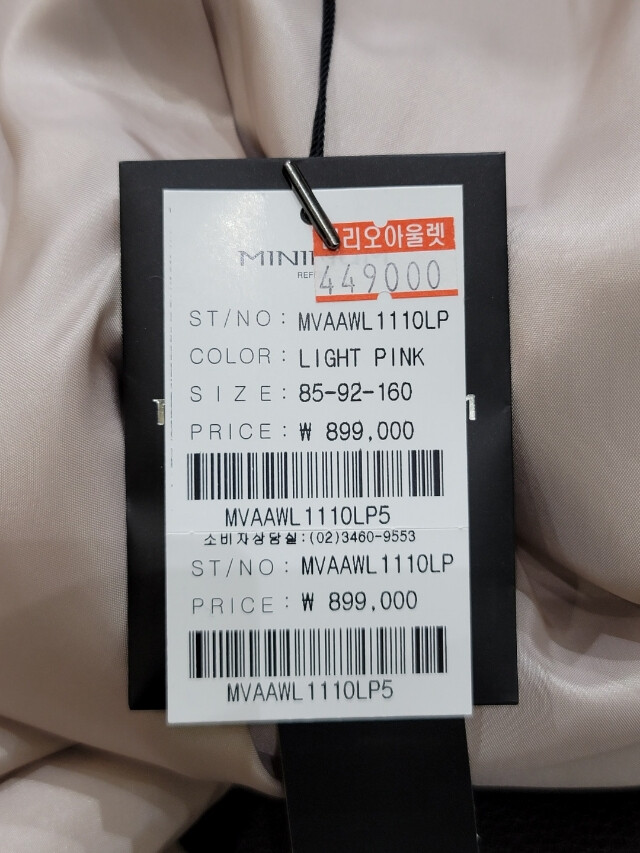 리오아울렛
MINI
REF
449000
ST/NO : MVAAWL1110LP
COLOR : LIGHT PINK
SIZE : 85-92-160
PRICE : ₩ 899,000
MVAAWL1110LP5
소비자상담실:(02)3460-9553
ST/NO : MVAAWL1110LP
PRICE : ₩ 899,000
MVAAWL1110LP5